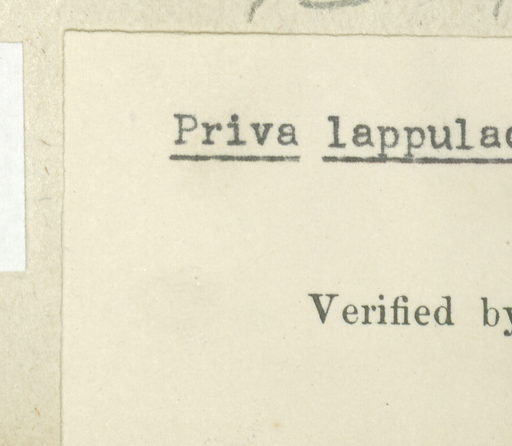 Priva lappulac
Verified by